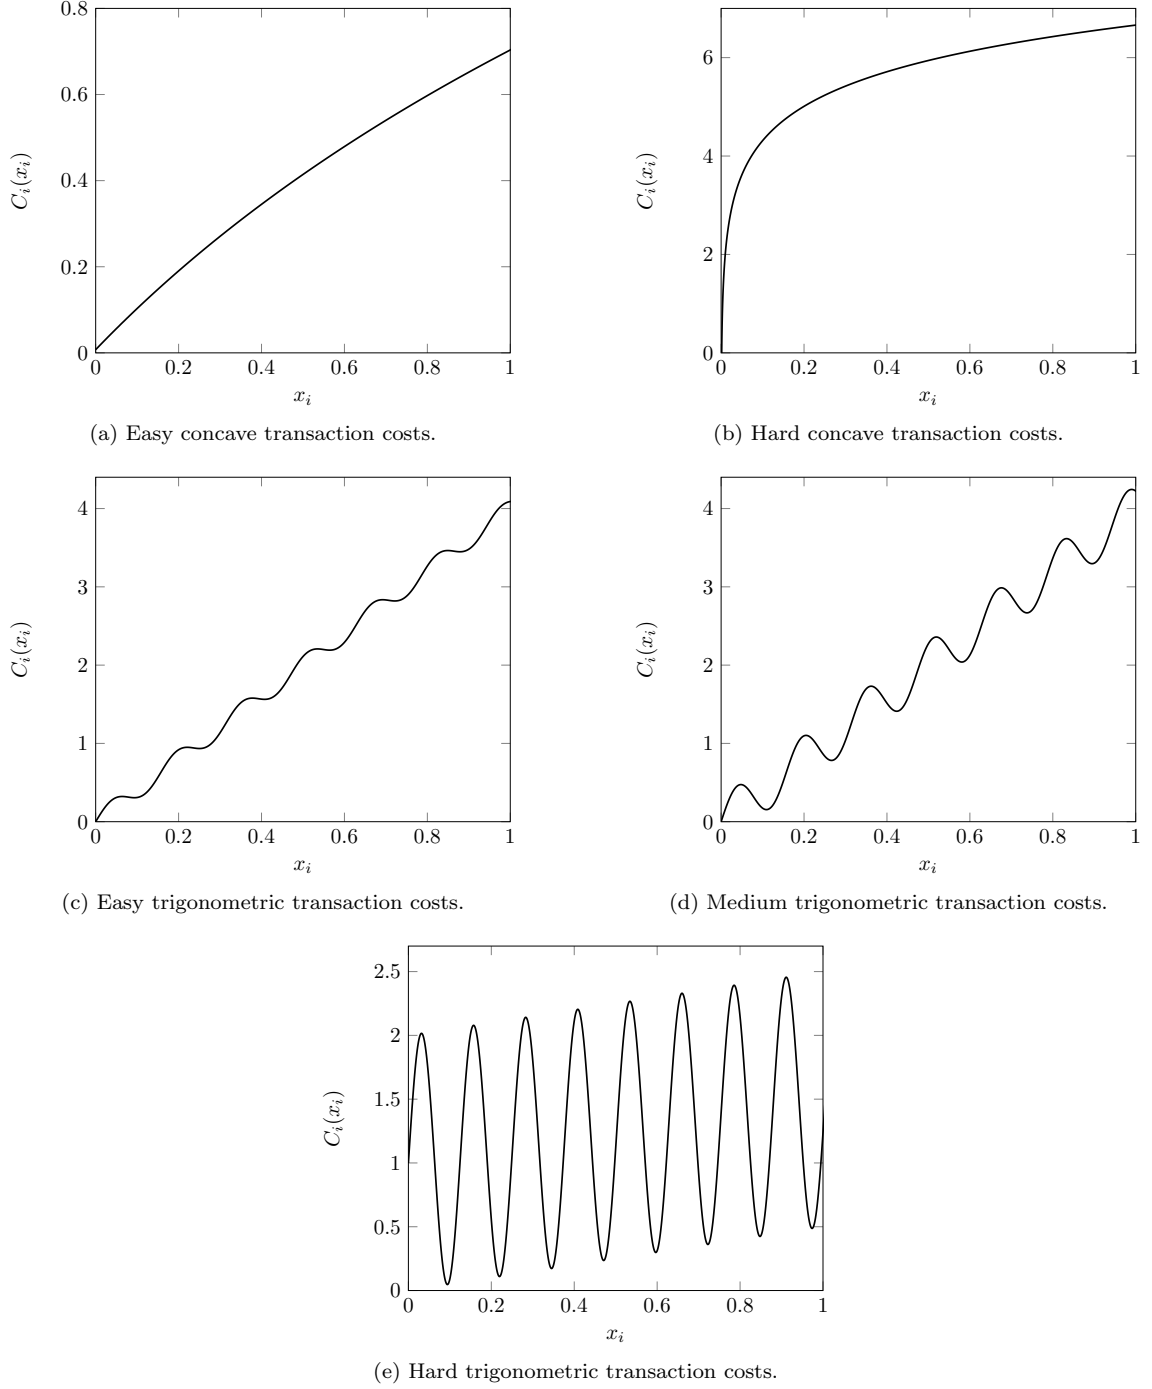 0.8
0.6
0.4
0.2
0
C_i(x_i)
0 0.2 0.4 0.6 0.8 1
x_i
(a) Easy concave transaction costs.
6
4
2
0
C_i(x_i)
0 0.2 0.4 0.6 0.8 1
x_i
(b) Hard concave transaction costs.
4
3
2
1
0
C_i(x_i)
0 0.2 0.4 0.6 0.8 1
x_i
(c) Easy trigonometric transaction costs.
4
3
2
1
0
C_i(x_i)
0 0.2 0.4 0.6 0.8 1
x_i
(d) Medium trigonometric transaction costs.
2.5
2
1.5
1
0.5
0
C_i(x_i)
0 0.2 0.4 0.6 0.8 1
x_i
(e) Hard trigonometric transaction costs.